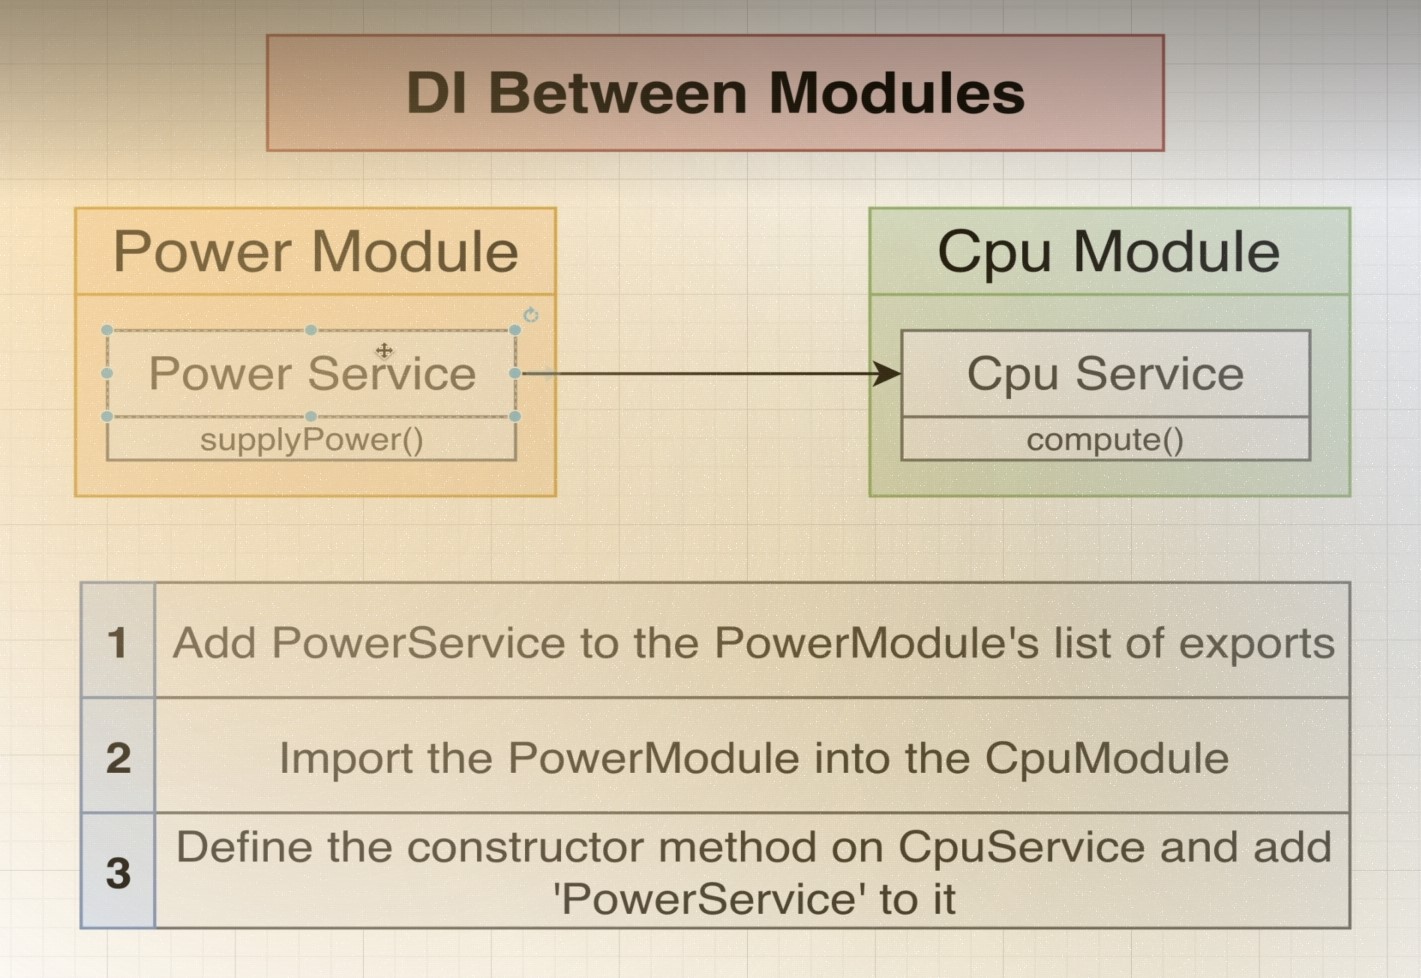 DI Between Modules
Power Module
Power Service
supplyPower()
Cpu Module
Cpu Service
compute()
1
Add PowerService to the PowerModule's list of exports
2
Import the PowerModule into the CpuModule
3
Define the constructor method on CpuService and add
'PowerService' to it